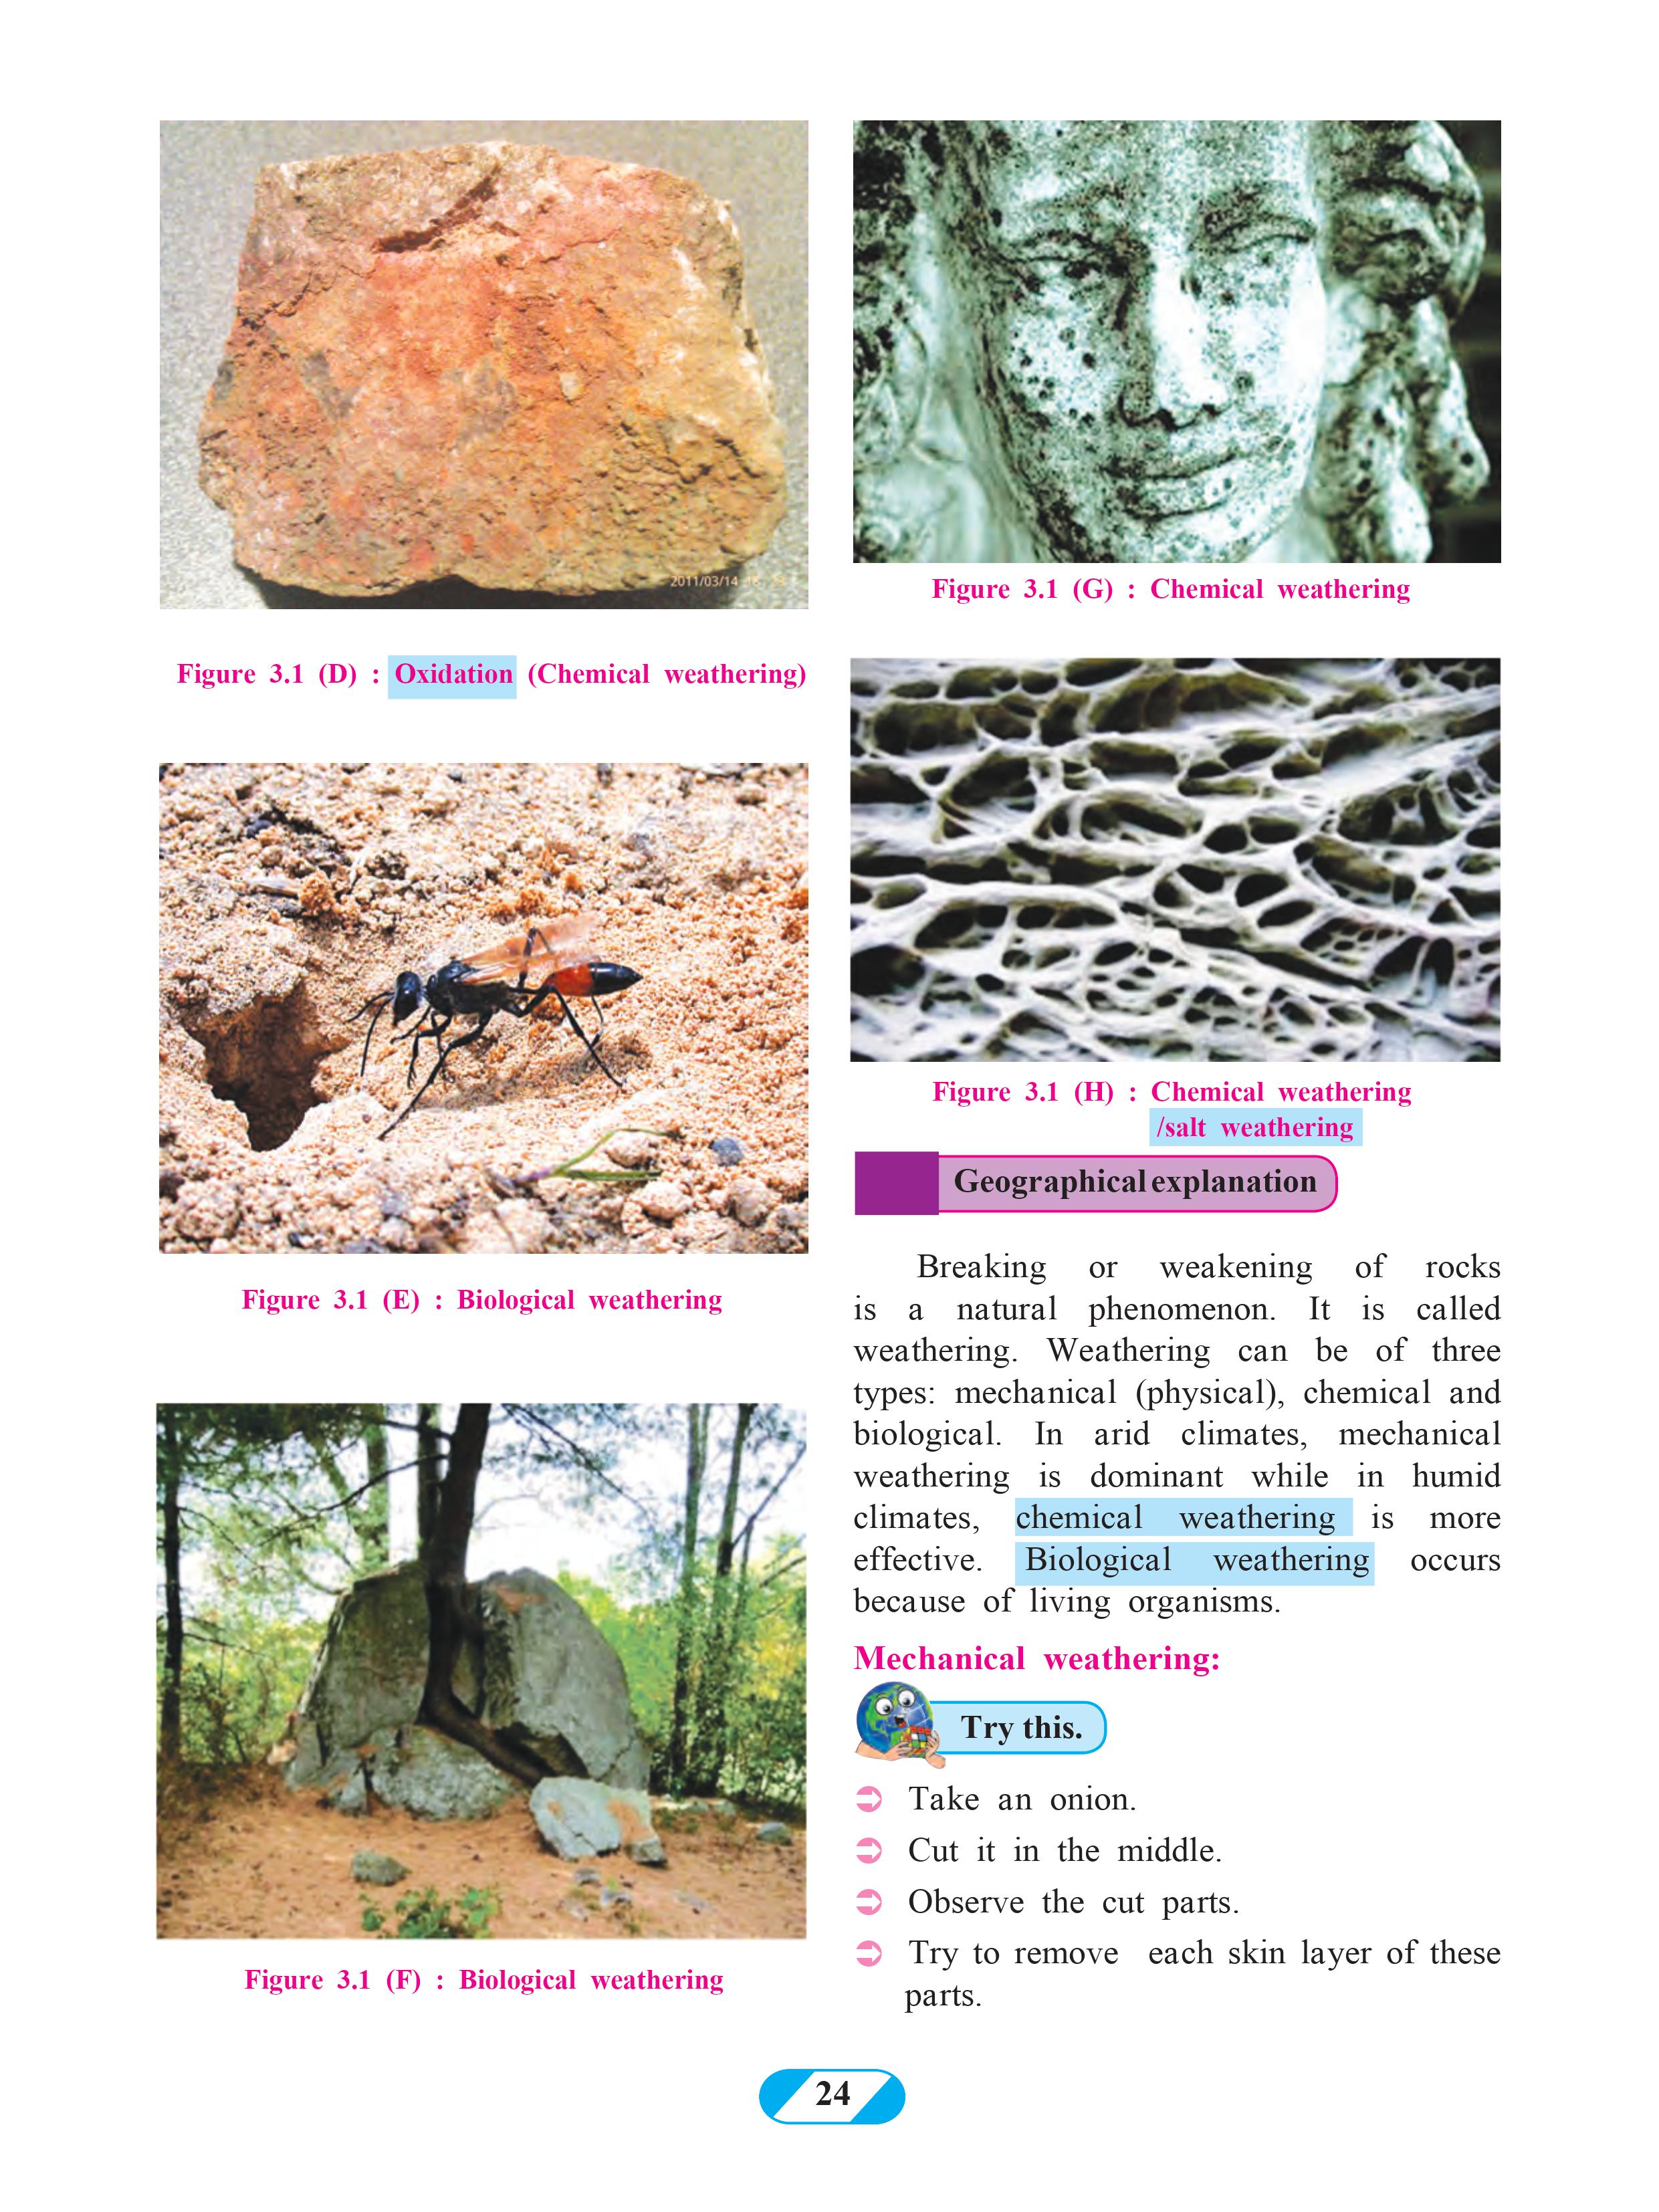 2011/03/14
Figure 3.1 (D) : Oxidation (Chemical weathering)
Figure 3.1 (E) : Biological weathering
Figure 3.1 (F) : Biological weathering
Figure 3.1 (G) : Chemical weathering
Figure 3.1 (H) : Chemical weathering
/salt weathering
Geographical explanation
Breaking or weakening of rocks
is a natural phenomenon. It is called
weathering. Weathering can be of three
types: mechanical (physical), chemical and
biological. In arid climates, mechanical
weathering is dominant while in humid
climates, chemical weathering is more
effective. Biological weathering occurs
because of living organisms.
Mechanical weathering:
Try this.
Take an onion.
Cut it in the middle.
Observe the cut parts.
Try to remove each skin layer of these
parts.
24